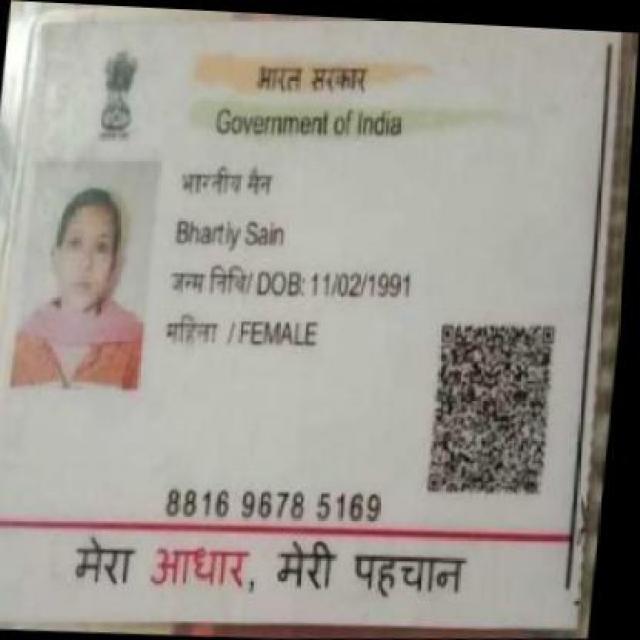 भारत सरकार
Government of India
भारतीय सैन
Bhartiy Sain
जन्म तिथि/ DOB: 11/02/1991
महिला / FEMALE
8816 9678 5169
मेरा आधार, मेरी पहचान